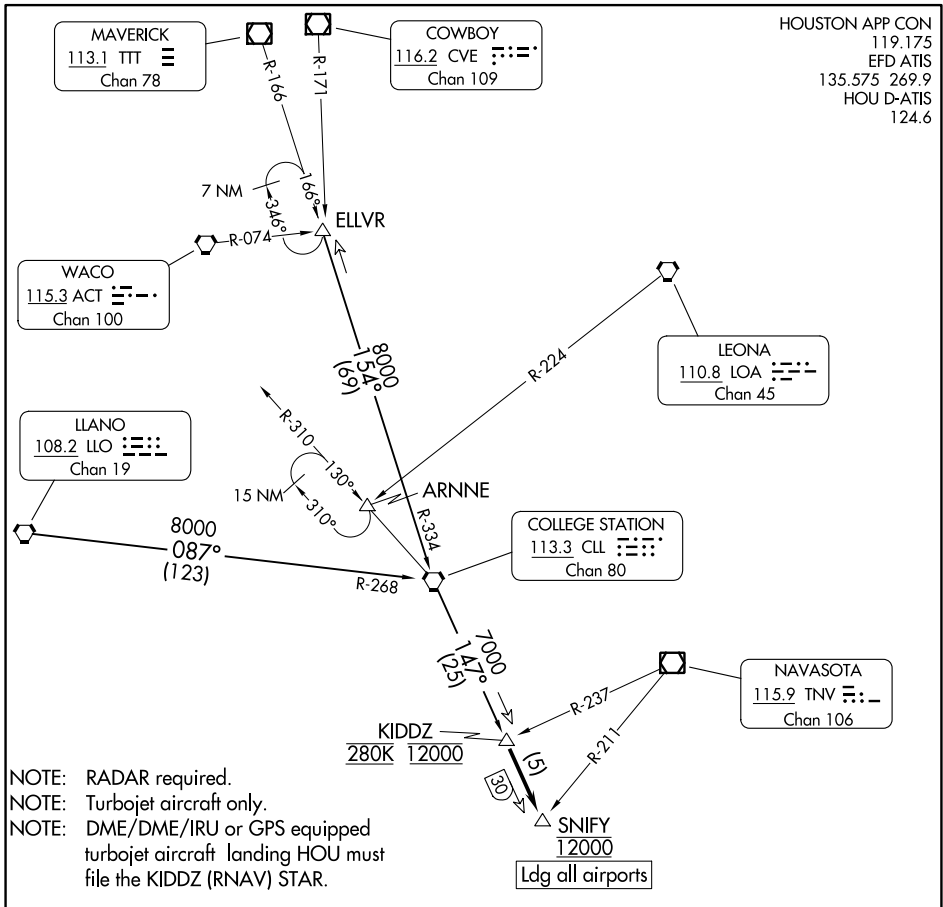 HOUSTON APP CON
119.175
EFD ATIS
135.575 269.9
HOU D-ATIS
124.6
MAVERICK
113.1 TTT
Chan 78
COWBOY
116.2 CVE
Chan 109
R-166
R-171
7 NM
166°
346°
ELLVR
R-074
WACO
115.3 ACT
Chan 100
LEONA
110.8 LOA
Chan 45
R-224
8000
154°
(69)
LLANO
108.2 LLO
Chan 19
R-310
130°
15 NM
310°
ARNNE
R-334
8000
087°
(123)
R-268
COLLEGE STATION
113.3 CLL
Chan 80
7000
147°
(25)
NAVASOTA
115.9 TNV
Chan 106
R-237
R-211
KIDDZ
280K 12000
(5)
30
SNIFY
12000
Ldg all airports
NOTE: RADAR required.
NOTE: Turbojet aircraft only.
NOTE: DME/DME/IRU or GPS equipped
turbojet aircraft landing HOU must
file the KIDDZ (RNAV) STAR.